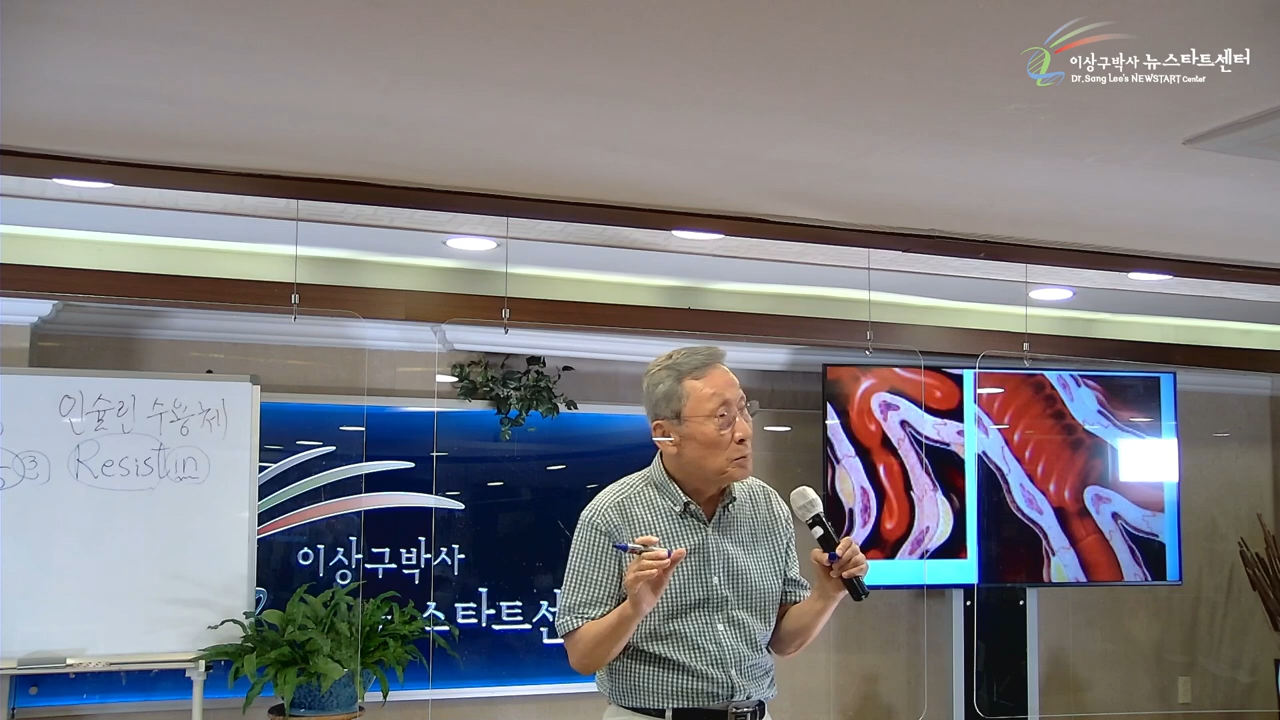 이상구박사 뉴스타트센터
Dr. Sang Lee's NEWSTART Center
인슐린 수용체
③ Resistin
이상구박사
스타트센